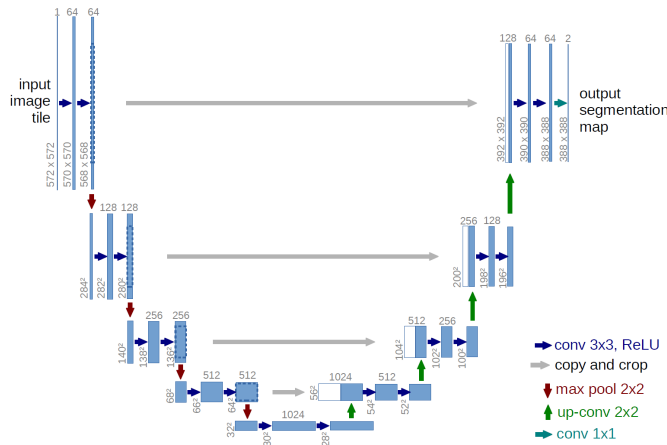 1 64 64
128 64 64 2
input
image
tile
output
segmentation
map
572 x 572
570 x 570
568 x 568
392 x 392
390 x 390
388 x 388
388 x 388
128 128
256 128
284²
282²
280²
200²
198²
196²
256 256
512 256
140²
138²
136²
104²
102²
100²
512 512
1024 512
68²
66²
64²
56²
54²
52²
1024
32²
30²
28²
conv 3x3, ReLU
copy and crop
max pool 2x2
up-conv 2x2
conv 1x1